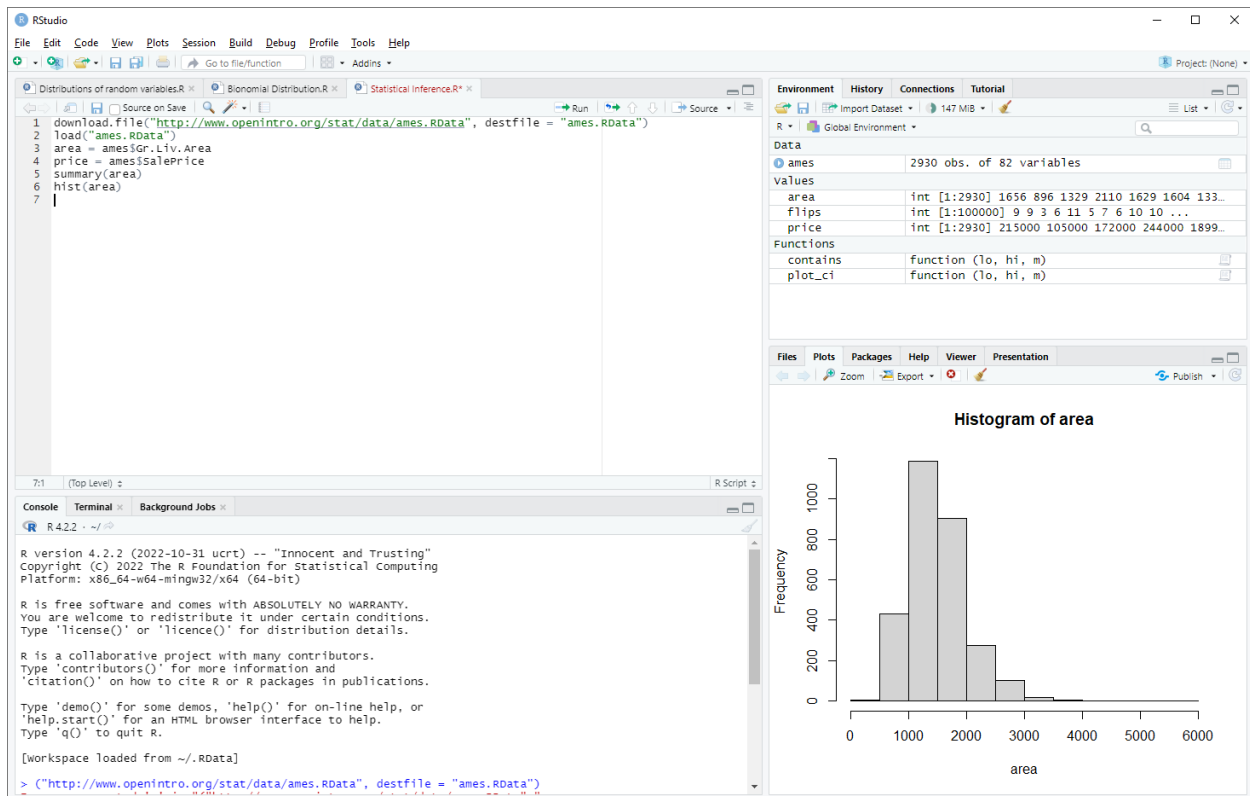 RStudio
File Edit Code View Plots Session Build Debug Profile Tools Help
Go to file/function Addins Project: (None)
Distributions of random variables.R Bionomial Distribution.R Statistical Inference.R*
Source on Save Run Source
1 download.file("http://www.openintro.org/stat/data/ames.RData", destfile = "ames.RData")
2 load("ames.RData")
3 area = ames$Gr.Liv.Area
4 price = ames$SalePrice
5 summary(area)
6 hist(area)
7
7:1 (Top Level) R Script
Console Terminal Background Jobs
R 4.2.2 · ~/
R version 4.2.2 (2022-10-31 ucrt) -- "Innocent and Trusting"
Copyright (C) 2022 The R Foundation for Statistical Computing
Platform: x86_64-w64-mingw32/x64 (64-bit)
R is free software and comes with ABSOLUTELY NO WARRANTY.
You are welcome to redistribute it under certain conditions.
Type 'license()' or 'licence()' for distribution details.
R is a collaborative project with many contributors.
Type 'contributors()' for more information and
'citation()' on how to cite R or R packages in publications.
Type 'demo()' for some demos, 'help()' for on-line help, or
'help.start()' for an HTML browser interface to help.
Type 'q()' to quit R.
[Workspace loaded from ~/.RData]
> ("http://www.openintro.org/stat/data/ames.RData", destfile = "ames.RData")
Environment History Connections Tutorial
Import Dataset 147 MiB List
R Global Environment
Data
ames 2930 obs. of 82 variables
Values
area int [1:2930] 1656 896 1329 2110 1629 1604 133…
flips int [1:100000] 9 9 3 6 11 5 7 6 10 10 ...
price int [1:2930] 215000 105000 172000 244000 1899…
Functions
contains function (lo, hi, m)
plot_ci function (lo, hi, m)
Files Plots Packages Help Viewer Presentation
Zoom Export Publish
Histogram of area
Frequency
1000
800
600
400
200
0
0 1000 2000 3000 4000 5000 6000
area